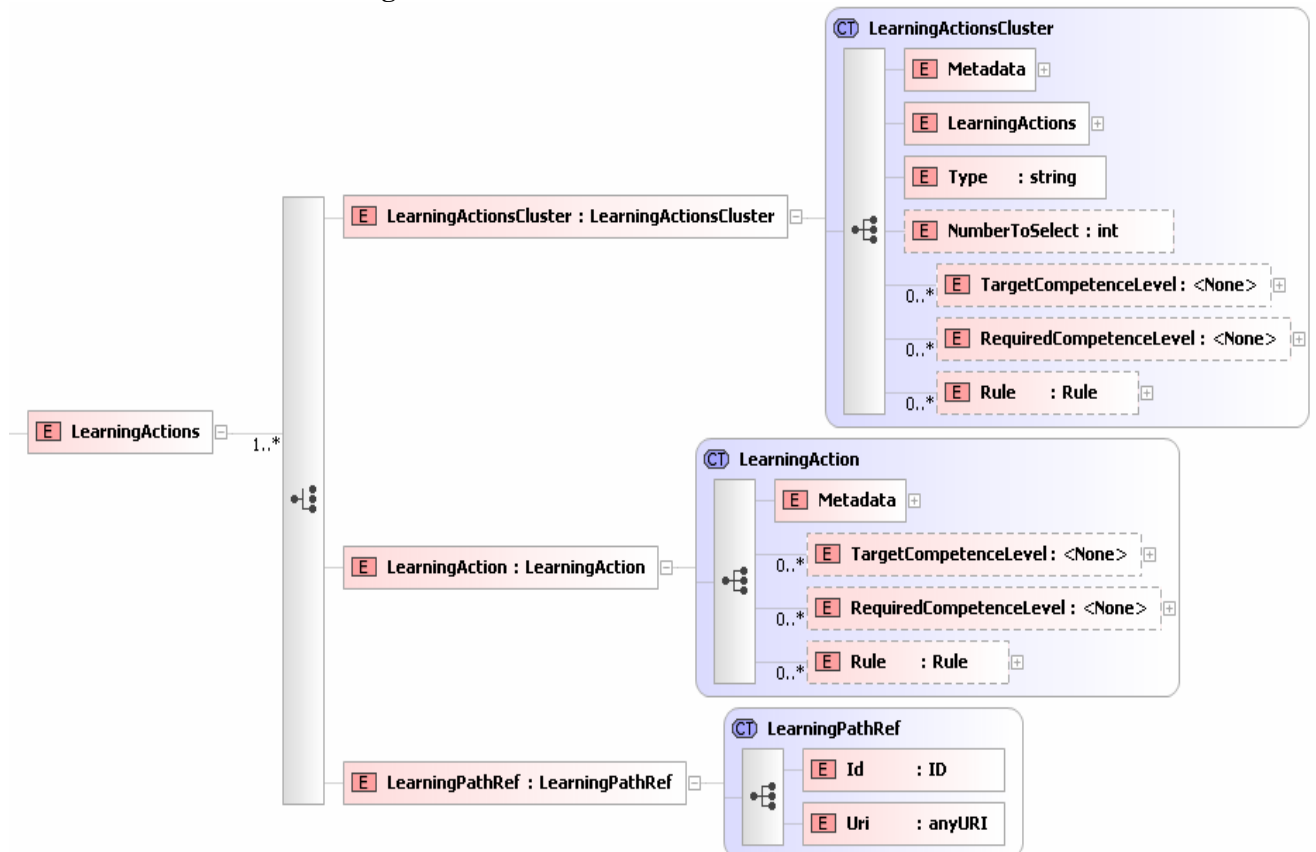 CT LearningActionsCluster
E Metadata
E LearningActions
E Type : string
E NumberToSelect : int
0..* E TargetCompetenceLevel : <None>
0..* E RequiredCompetenceLevel : <None>
0..* E Rule : Rule
E LearningActionsCluster : LearningActionsCluster
E LearningActions
1..*
CT LearningAction
E Metadata
0..* E TargetCompetenceLevel : <None>
0..* E RequiredCompetenceLevel : <None>
0..* E Rule : Rule
E LearningAction : LearningAction
CT LearningPathRef
E Id : ID
E Uri : anyURI
E LearningPathRef : LearningPathRef